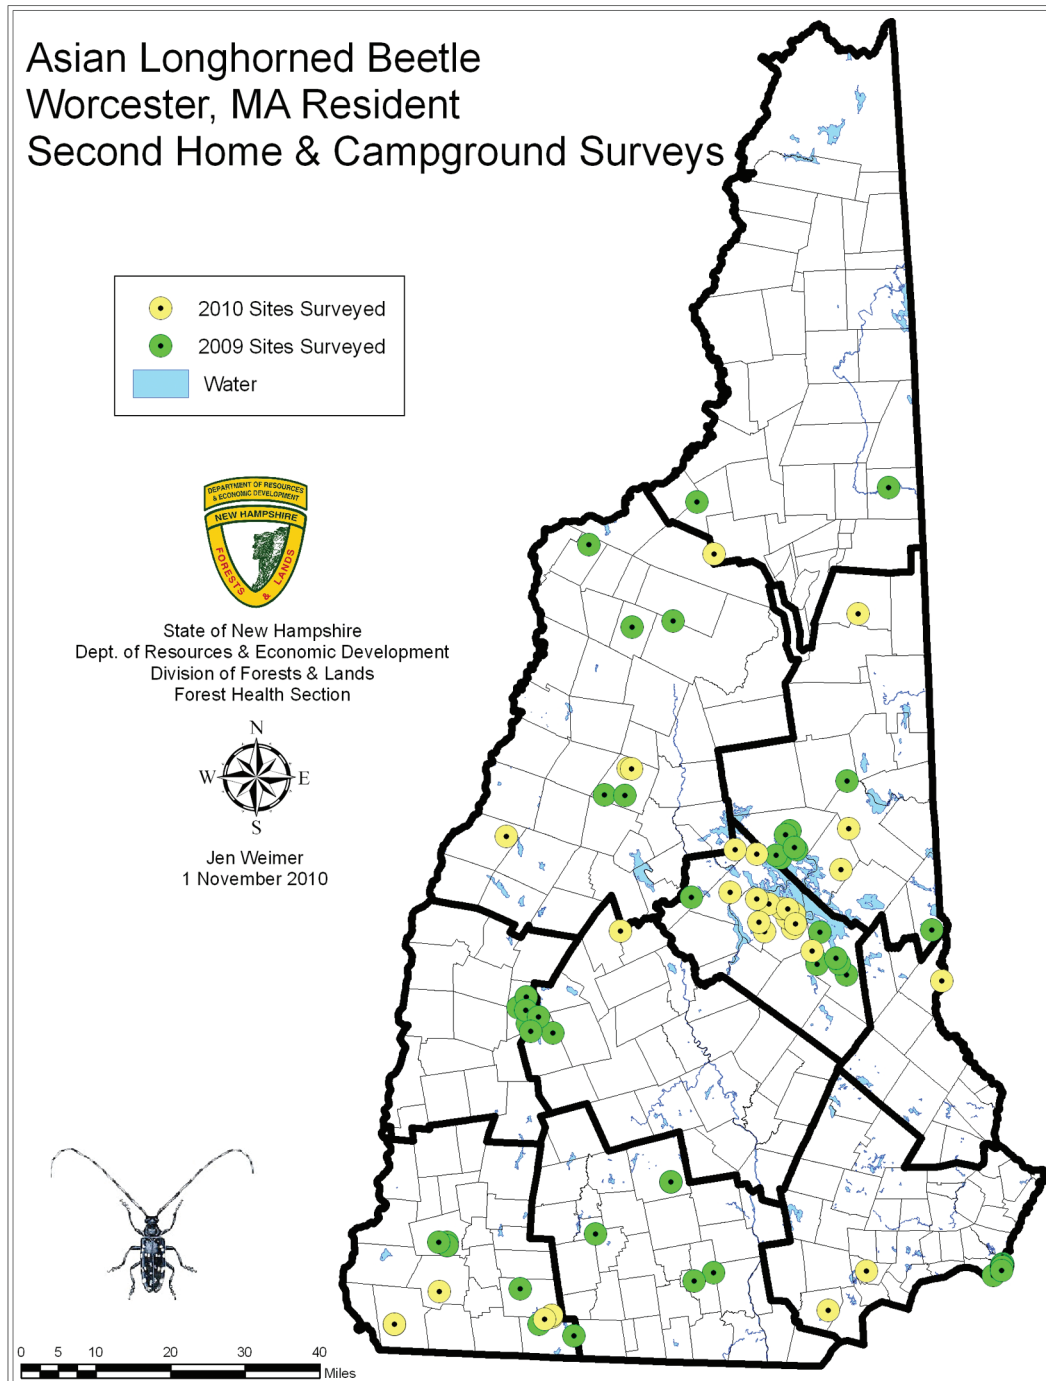 Asian Longhorned Beetle
Worcester, MA Resident
Second Home & Campground Surveys
2010 Sites Surveyed
2009 Sites Surveyed
Water
DEPARTMENT OF RESOURCES
& ECONOMIC DEVELOPMENT
NEW HAMPSHIRE
FORESTS & LANDS
State of New Hampshire
Dept. of Resources & Economic Development
Division of Forests & Lands
Forest Health Section
N
W E
S
Jen Weimer
1 November 2010
0 5 10 20 30 40
Miles